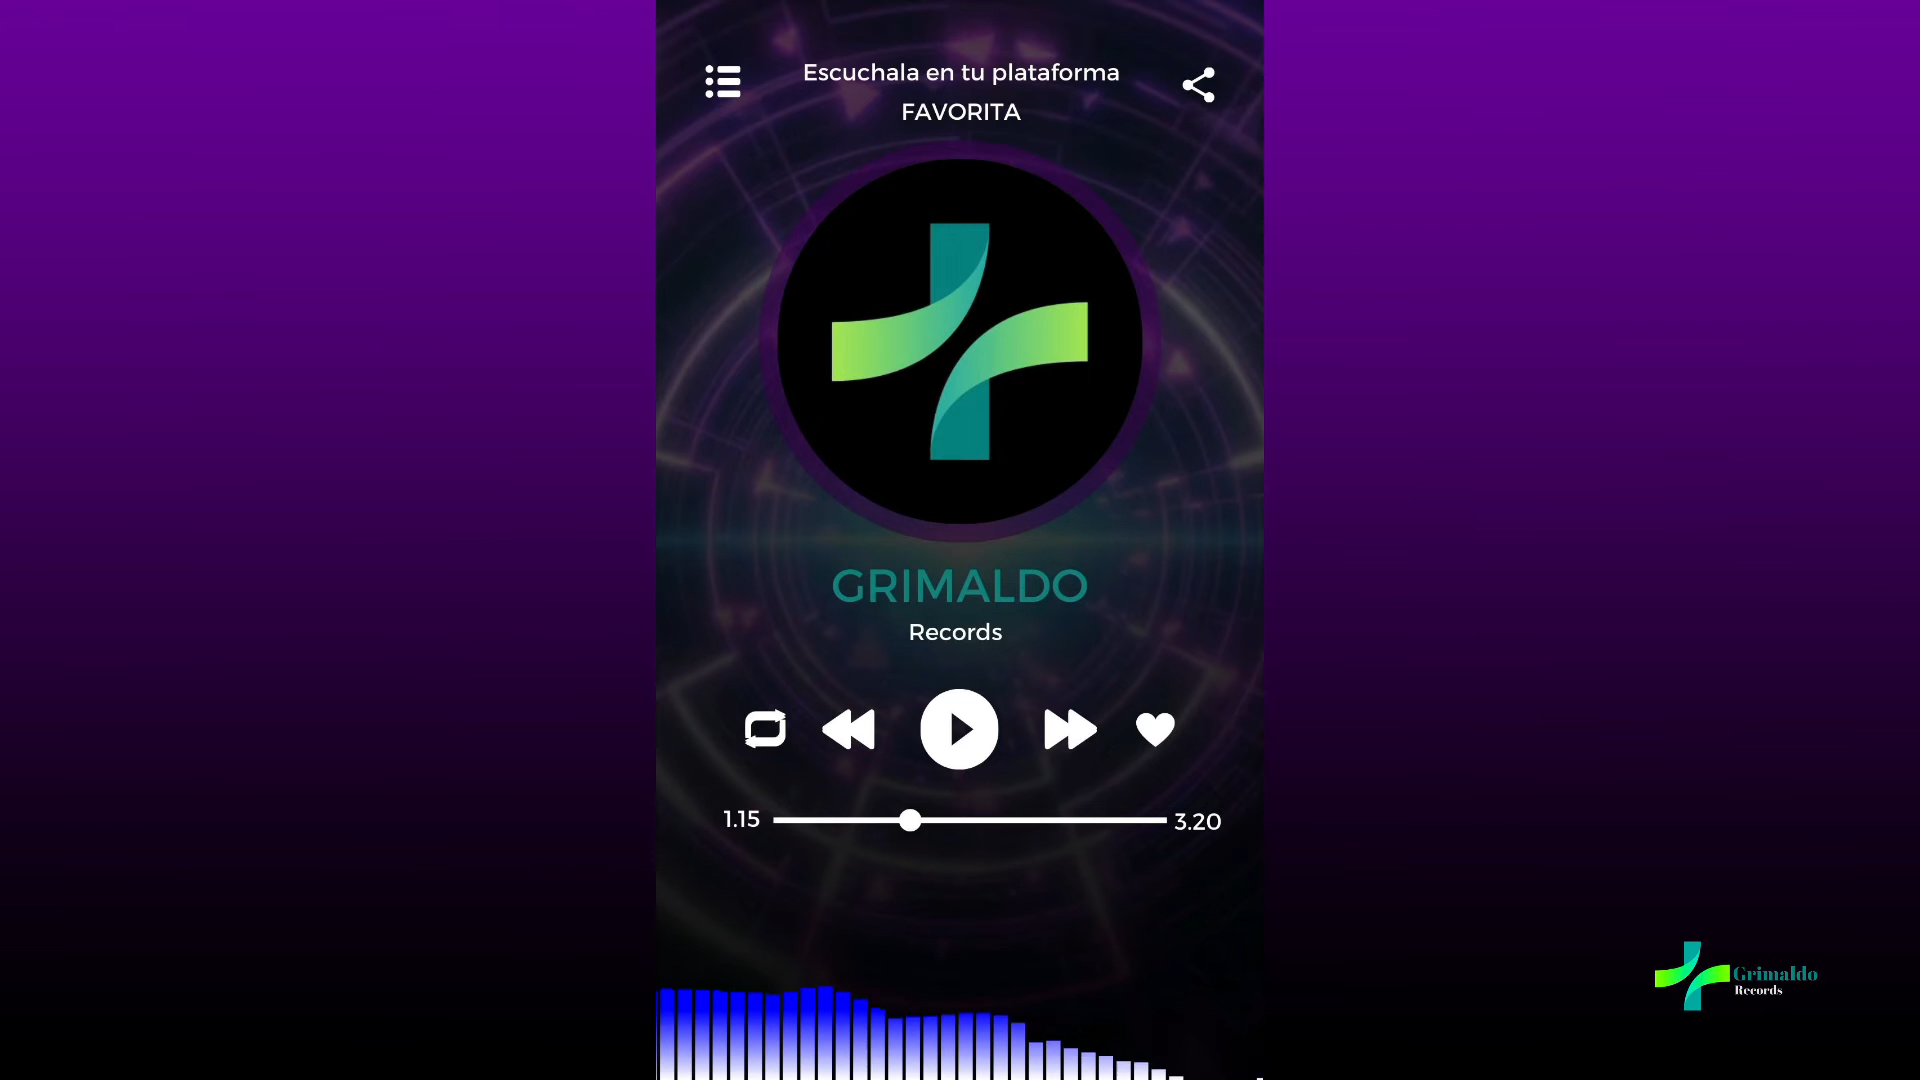 Escuchala en tu plataforma
FAVORITA
GRIMALDO
Records
1.15
3.20
Grimaldo
Records